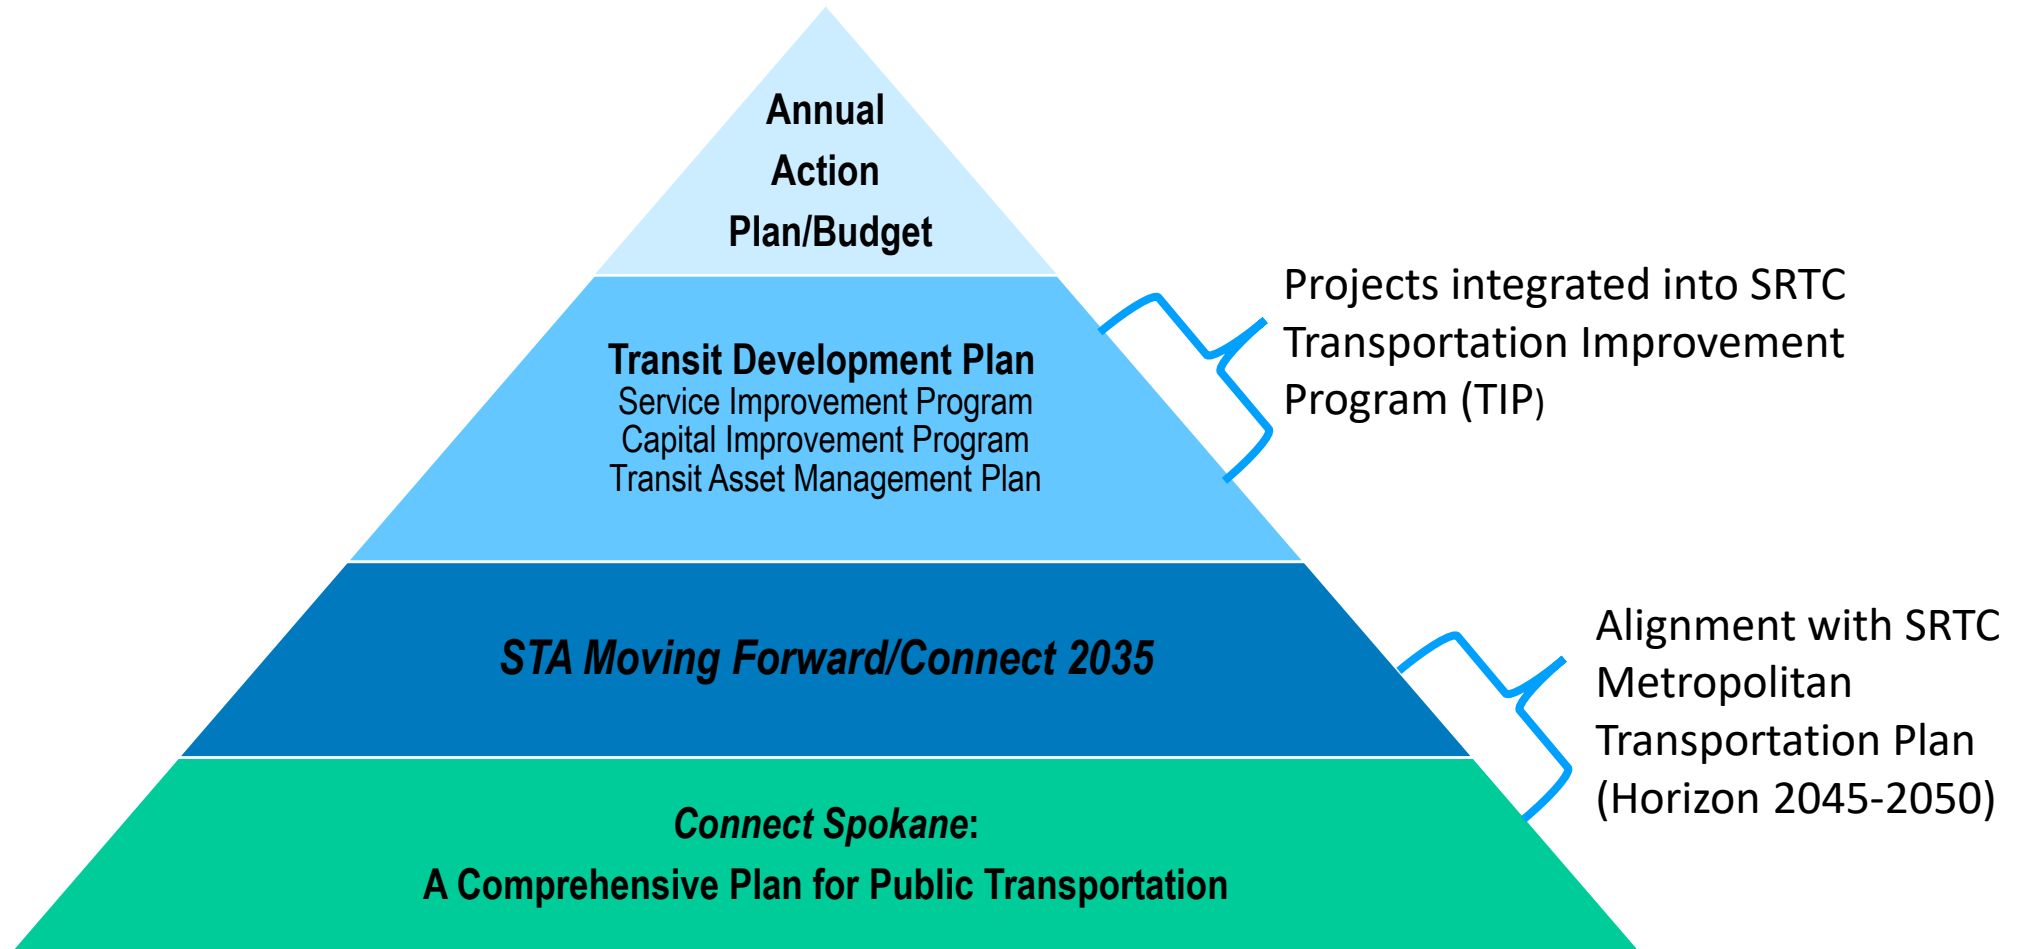 Annual
Action
Plan/Budget
Transit Development Plan
Service Improvement Program
Capital Improvement Program
Transit Asset Management Plan
Projects integrated into SRTC
Transportation Improvement
Program (TIP)
STA Moving Forward/Connect 2035
Alignment with SRTC
Metropolitan
Transportation Plan
(Horizon 2045-2050)
Connect Spokane:
A Comprehensive Plan for Public Transportation